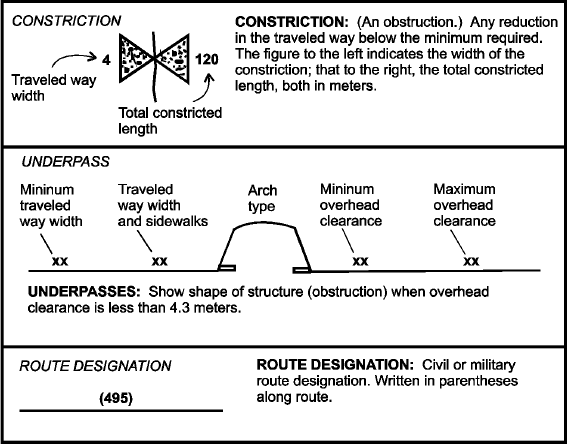 CONSTRICTION
4
120
Traveled way
width
Total constricted
length
CONSTRICTION: (An obstruction.) Any reduction
in the traveled way below the minimum required.
The figure to the left indicates the width of the
constriction; that to the right, the total constricted
length, both in meters.
UNDERPASS
Mininum
traveled
way width
Traveled
way width
and sidewalks
Arch
type
Mininum
overhead
clearance
Maximum
overhead
clearance
xx
xx
xx
xx
UNDERPASSES: Show shape of structure (obstruction) when overhead
clearance is less than 4.3 meters.
ROUTE DESIGNATION
(495)
ROUTE DESIGNATION: Civil or military
route designation. Written in parentheses
along route.